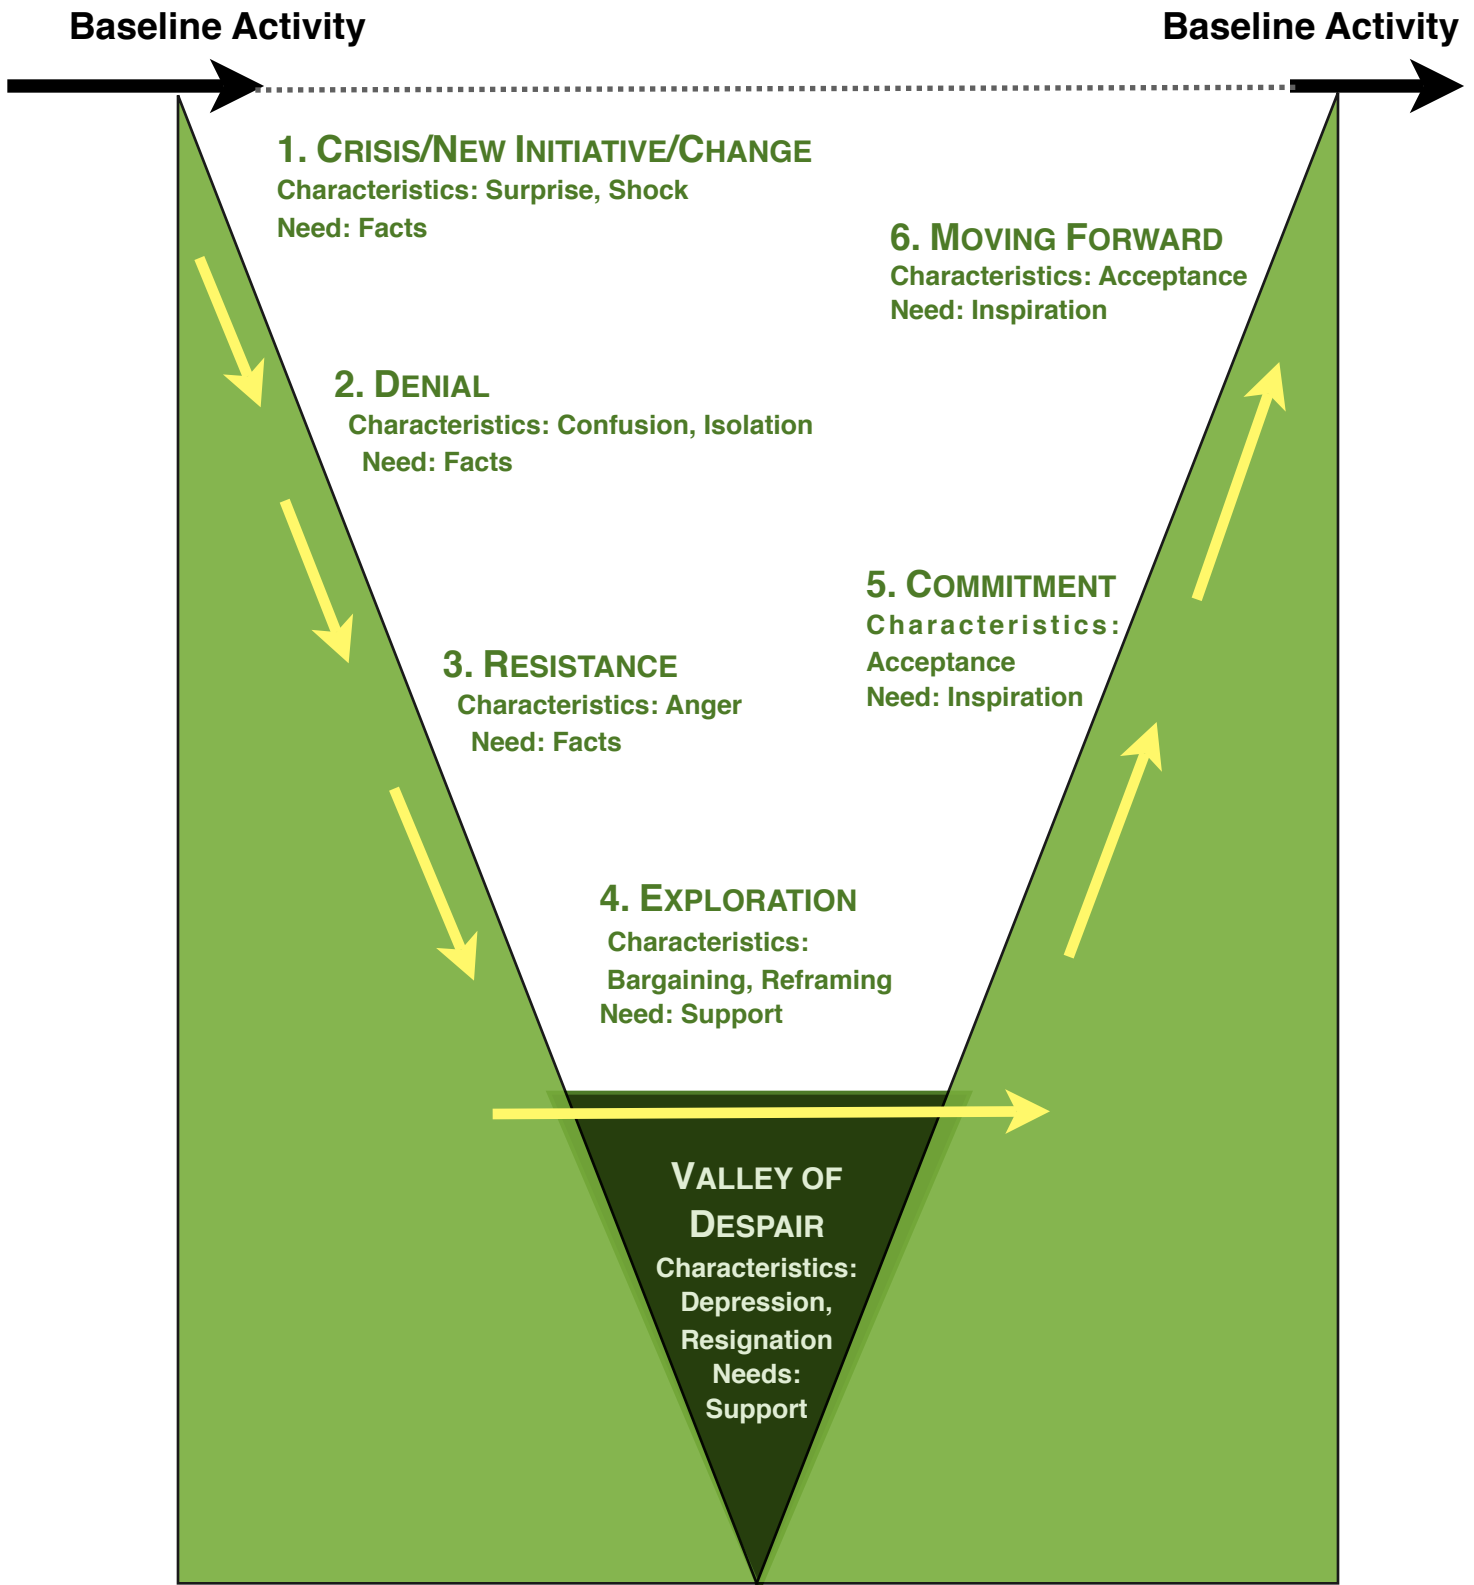 Baseline Activity
Baseline Activity
1. CRISIS/NEW INITIATIVE/CHANGE
Characteristics: Surprise, Shock
Need: Facts
2. DENIAL
Characteristics: Confusion, Isolation
Need: Facts
3. RESISTANCE
Characteristics: Anger
Need: Facts
4. EXPLORATION
Characteristics:
Bargaining, Reframing
Need: Support
VALLEY OF
DESPAIR
Characteristics:
Depression,
Resignation
Needs:
Support
5. COMMITMENT
Characteristics:
Acceptance
Need: Inspiration
6. MOVING FORWARD
Characteristics: Acceptance
Need: Inspiration